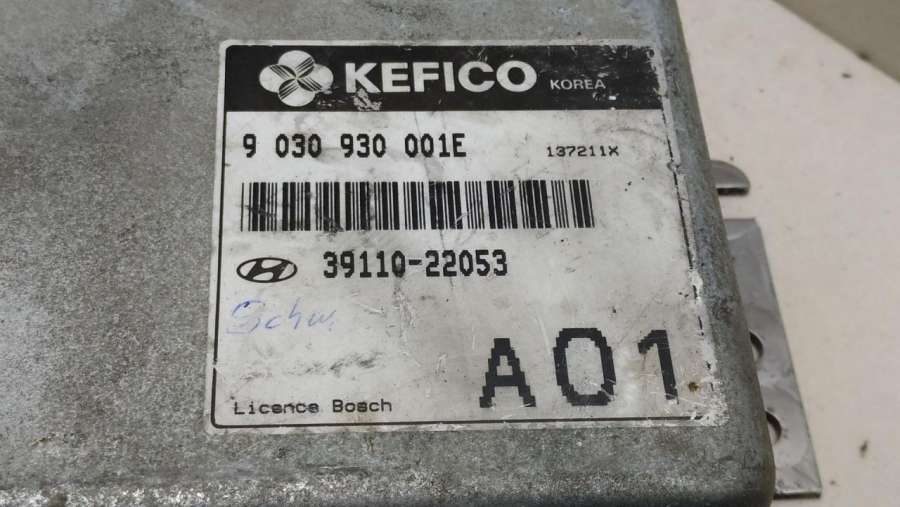 KEFICO KOREA
9 030 930 001E 137211X
39110-22053
Schw
A01
Licence Bosch